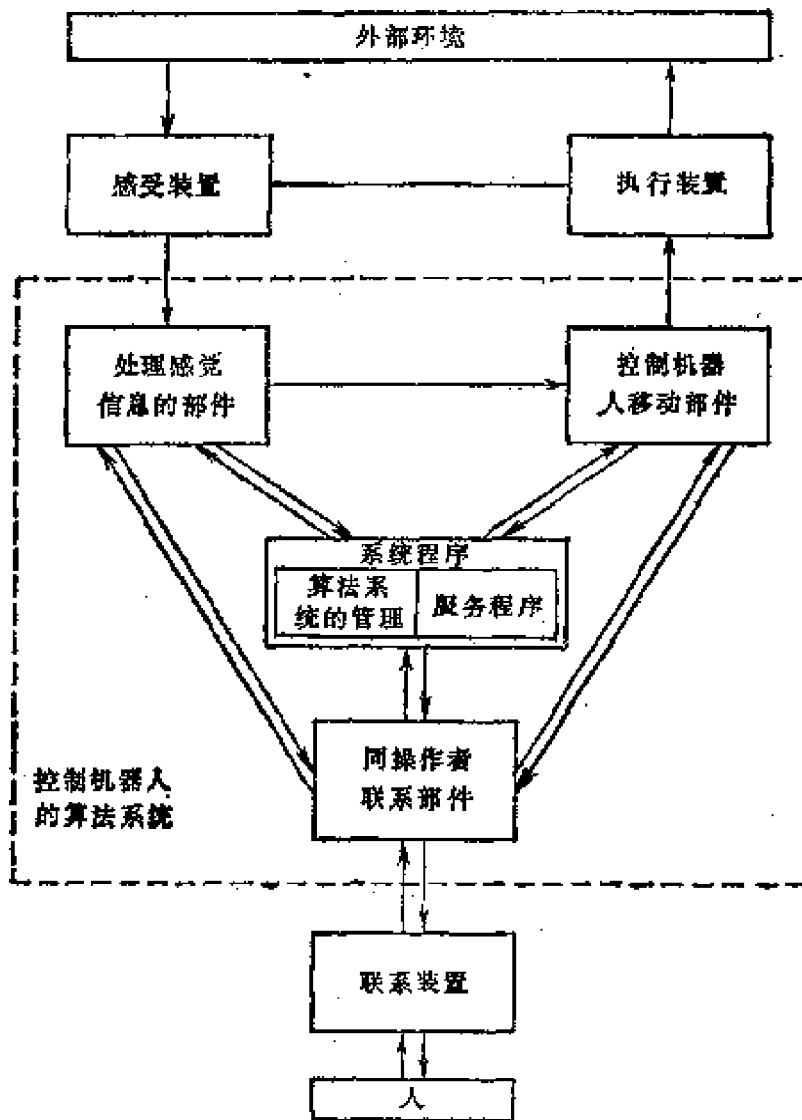 外部环境
感受装置
执行装置
处理感觉
信息的部件
控制机器
人移动部件
系统程序
算法系
统的管理
服务程序
同操作者
联系部件
控制机器人
的算法系统
联系装置
人